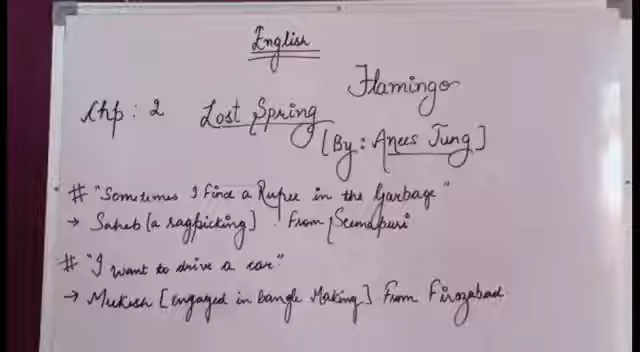 English
Flamingo
Chp: 2 Lost Spring
[By: Anees Jung]
# "Sometimes I find a Rupee in the Garbage"
→ Saheb [a ragpicking] from Seemapuri
# "I want to drive a car"
→ Mukesh [engaged in bangle Making] From Firozabad